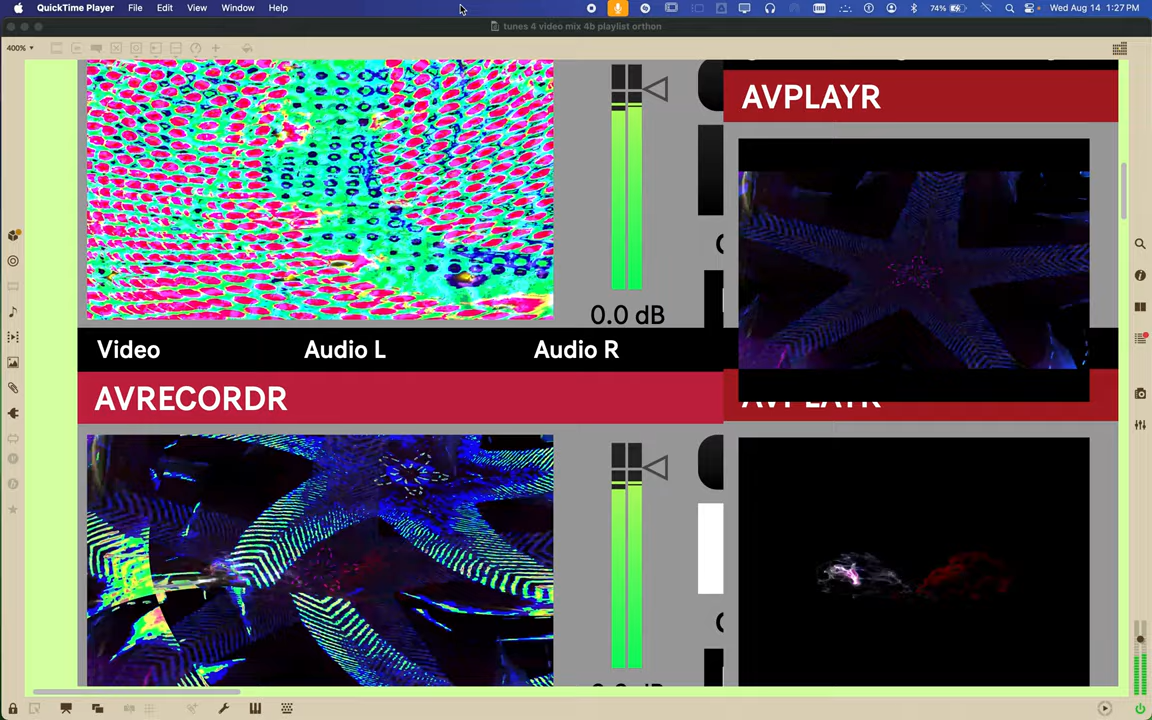 QuickTime Player File Edit View Window Help 74% Wed Aug 14 1:27 PM
tunes 4 video mix 4b playlist orthon
400%
AVPLAYR
0.0 dB
Video Audio L Audio R
AVRECORDR